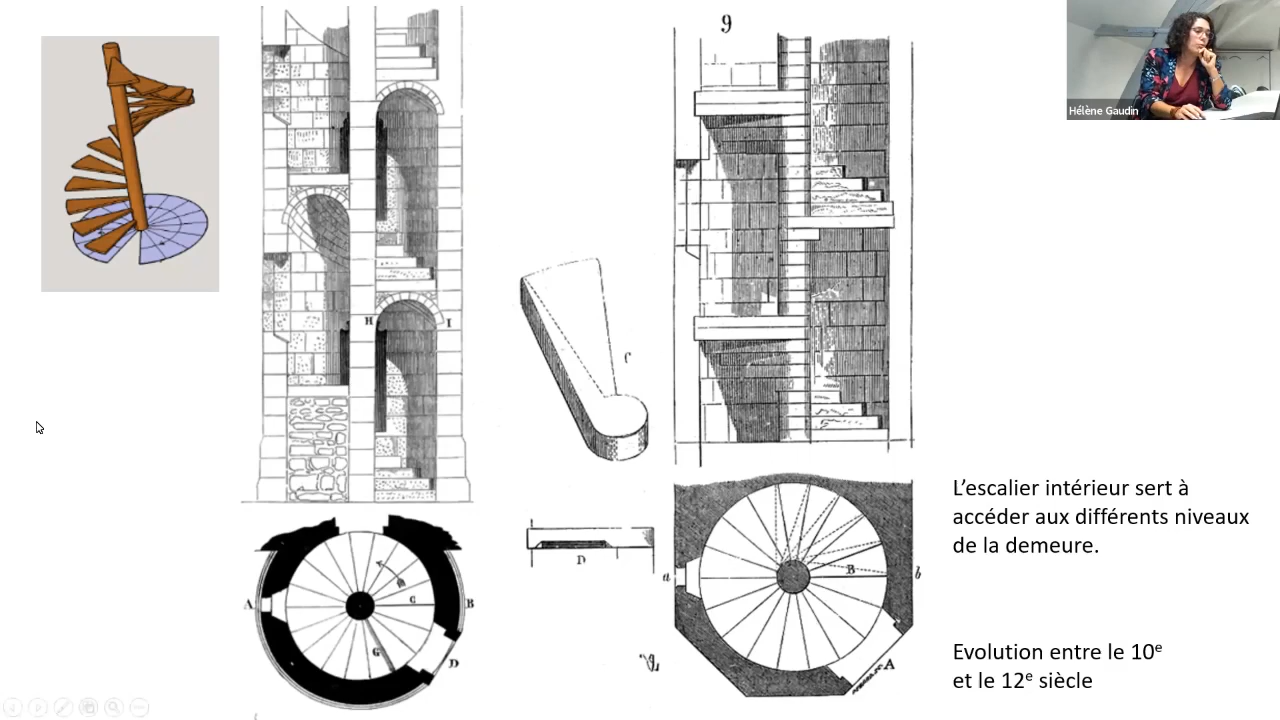 9
Hélène Gaudin
H
I
C
D
A
B
C
G
D
a
b
B
A
L’escalier intérieur sert à
accéder aux différents niveaux
de la demeure.
Evolution entre le 10e
et le 12e siècle